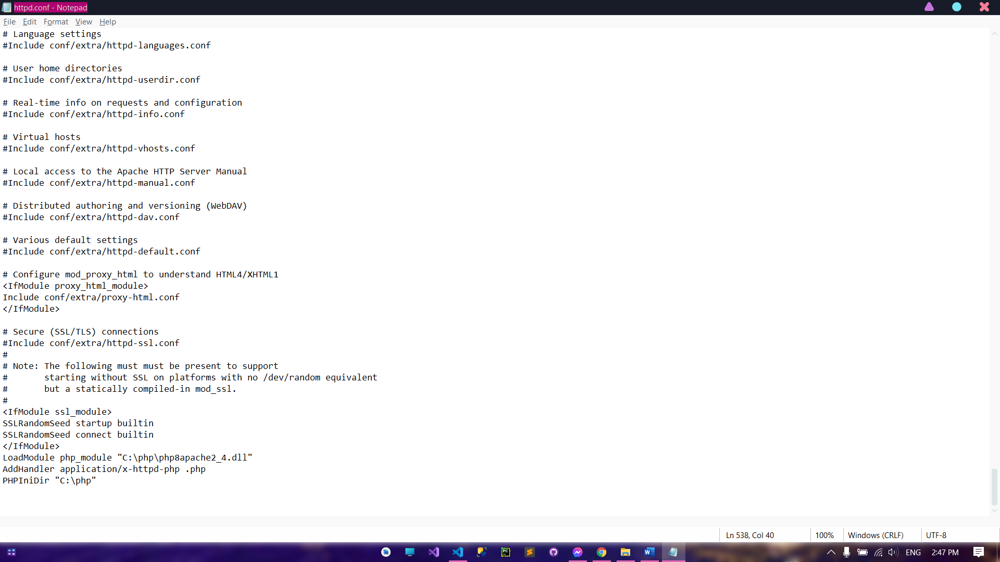 httpd.conf - Notepad
File Edit Format View Help
# Language settings
#Include conf/extra/httpd-languages.conf

# User home directories
#Include conf/extra/httpd-userdir.conf

# Real-time info on requests and configuration
#Include conf/extra/httpd-info.conf

# Virtual hosts
#Include conf/extra/httpd-vhosts.conf

# Local access to the Apache HTTP Server Manual
#Include conf/extra/httpd-manual.conf

# Distributed authoring and versioning (WebDAV)
#Include conf/extra/httpd-dav.conf

# Various default settings
#Include conf/extra/httpd-default.conf

# Configure mod_proxy_html to understand HTML4/XHTML1
<IfModule proxy_html_module>
Include conf/extra/proxy-html.conf
</IfModule>

# Secure (SSL/TLS) connections
#Include conf/extra/httpd-ssl.conf
#
# Note: The following must must be present to support
#       starting without SSL on platforms with no /dev/random equivalent
#       but a statically compiled-in mod_ssl.
#
<IfModule ssl_module>
SSLRandomSeed startup builtin
SSLRandomSeed connect builtin
</IfModule>
LoadModule php_module "C:\php\php8apache2_4.dll"
AddHandler application/x-httpd-php .php
PHPIniDir "C:\php"
Ln 538, Col 40 100% Windows (CRLF) UTF-8
PC W ENG 2:47 PM